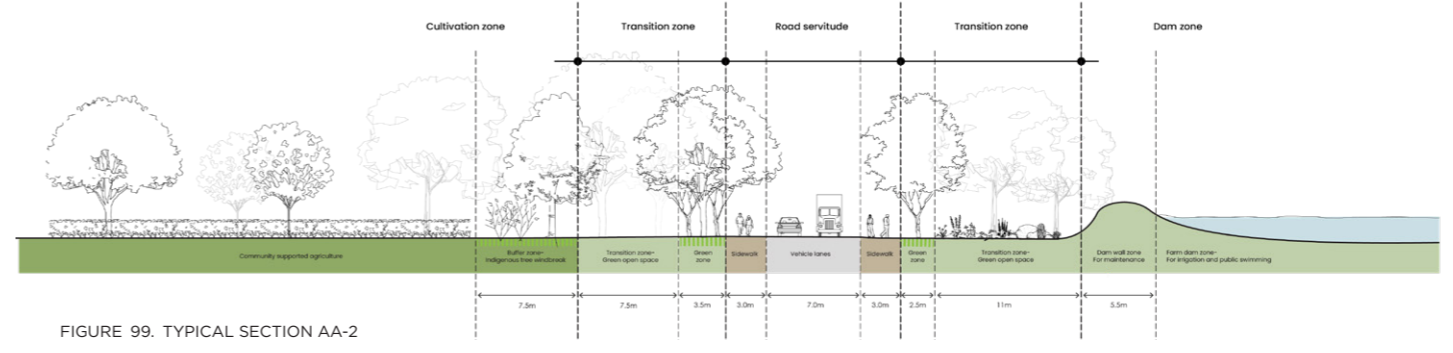 Cultivation zone
Transition zone
Road servitude
Transition zone
Dam zone
Community supported agriculture
Buffer zone-
Indigenous tree windbreak
Transition zone-
Green open space
Green
zone
Sidewalk
Vehicle lanes
Sidewalk
Green
zone
Transition zone-
Green open space
Dam wall zone
For maintenance
Farm dam zone-
For irrigation and public swimming
7.5m
7.5m
3.5m
3.0m
7.0m
3.0m
2.5m
11m
5.5m
FIGURE 99. TYPICAL SECTION AA-2